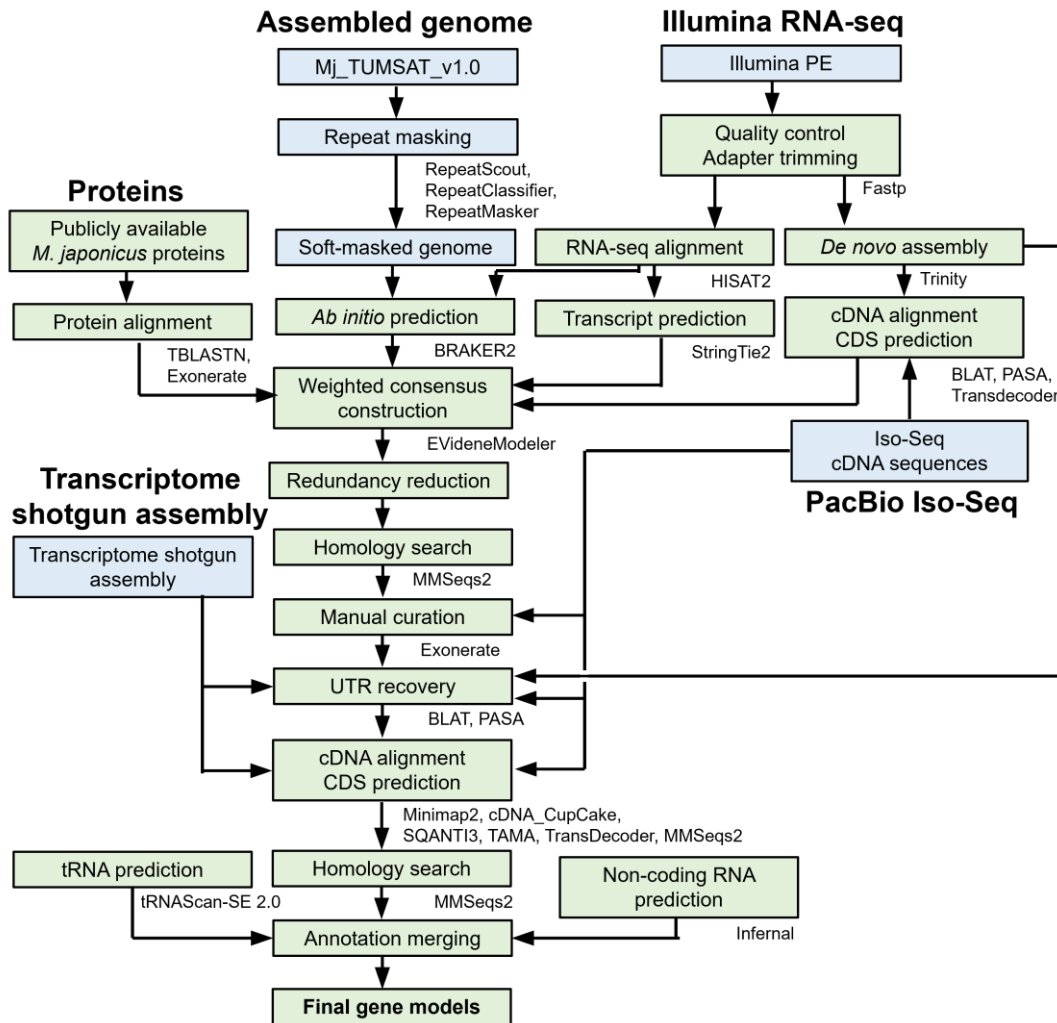 Assembled genome
Illumina RNA-seq
Mj_TUMSAT_v1.0
Illumina PE
Repeat masking
Quality control
Adapter trimming
RepeatScout,
RepeatClassifier,
RepeatMasker
Fastp
Proteins
Publicly available
M. japonicus proteins
Soft-masked genome
RNA-seq alignment
De novo assembly
HISAT2
Trinity
Protein alignment
Ab initio prediction
Transcript prediction
cDNA alignment
CDS prediction
TBLASTN,
Exonerate
BRAKER2
StringTie2
BLAT, PASA,
Transdecoder
Weighted consensus
construction
EVideneModeler
Iso-Seq
cDNA sequences
PacBio Iso-Seq
Redundancy reduction
Transcriptome
shotgun assembly
Transcriptome shotgun
assembly
Homology search
MMSeqs2
Manual curation
Exonerate
UTR recovery
BLAT, PASA
cDNA alignment
CDS prediction
Minimap2, cDNA_CupCake,
SQANTI3, TAMA, TransDecoder, MMSeqs2
tRNA prediction
Homology search
Non-coding RNA
prediction
tRNAScan-SE 2.0
MMSeqs2
Infernal
Annotation merging
Final gene models